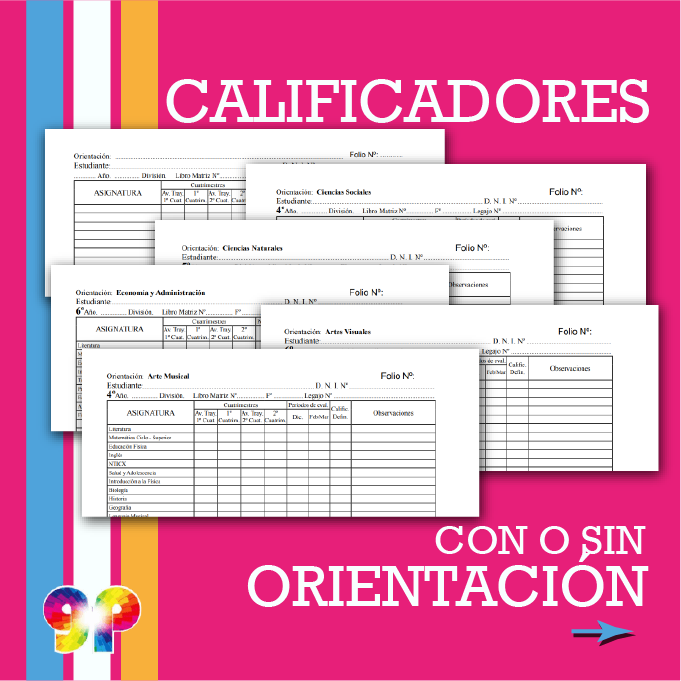 CALIFICADORES
Orientación: Folio Nº:
Estudiante: D. N. I. Nº
Año. División. Libro Matriz Nº
ASIGNATURA
Cuatrimestres
Av. Tray. 1º Av. Tray. 2º
1º Cuat. Cuatrim. 2º Cuat. Cuatrim.
Orientación: Ciencias Sociales Folio Nº:
Estudiante: D. N. I. Nº
4º Año. División. Libro Matriz Nº Fº Legajo Nº
Orientación: Ciencias Naturales Folio Nº:
Estudiante: D. N. I. Nº
Observaciones
Orientación: Economía y Administración Folio Nº:
Estudiante D. N. I. Nº
6º Año. División. Libro Matriz Nº Fº
ASIGNATURA
Cuatrimestres
Av. Tray. 1º Av. Tray. 2º
1º Cuat. Cuatrim. 2º Cuat. Cuatrim.
Literatura
Orientación: Artes Visuales Folio Nº:
Estudiante: D. N. I. Nº
Legajo Nº
Calific. Observaciones
Feb/Mar Defin.
Orientación: Arte Musical Folio Nº:
Estudiante: D. N. I. Nº
4º Año. División. Libro Matriz Nº Fº Legajo Nº
Cuatrimestres Períodos de eval. Calific.
ASIGNATURA Av. Tray. 1º Av. Tray. 2º Dic. Feb/Mar Defin. Observaciones
1º Cuat. Cuatrim. 2º Cuat. Cuatrim.
Literatura
Matemática Ciclo Superior
Educación Física
Inglés
NTICX
Salud y Adolescencia
Introducción a la Física
Biología
Historia
Geografía
Lenguaje Musical
CON O SIN
ORIENTACIÓN
gp